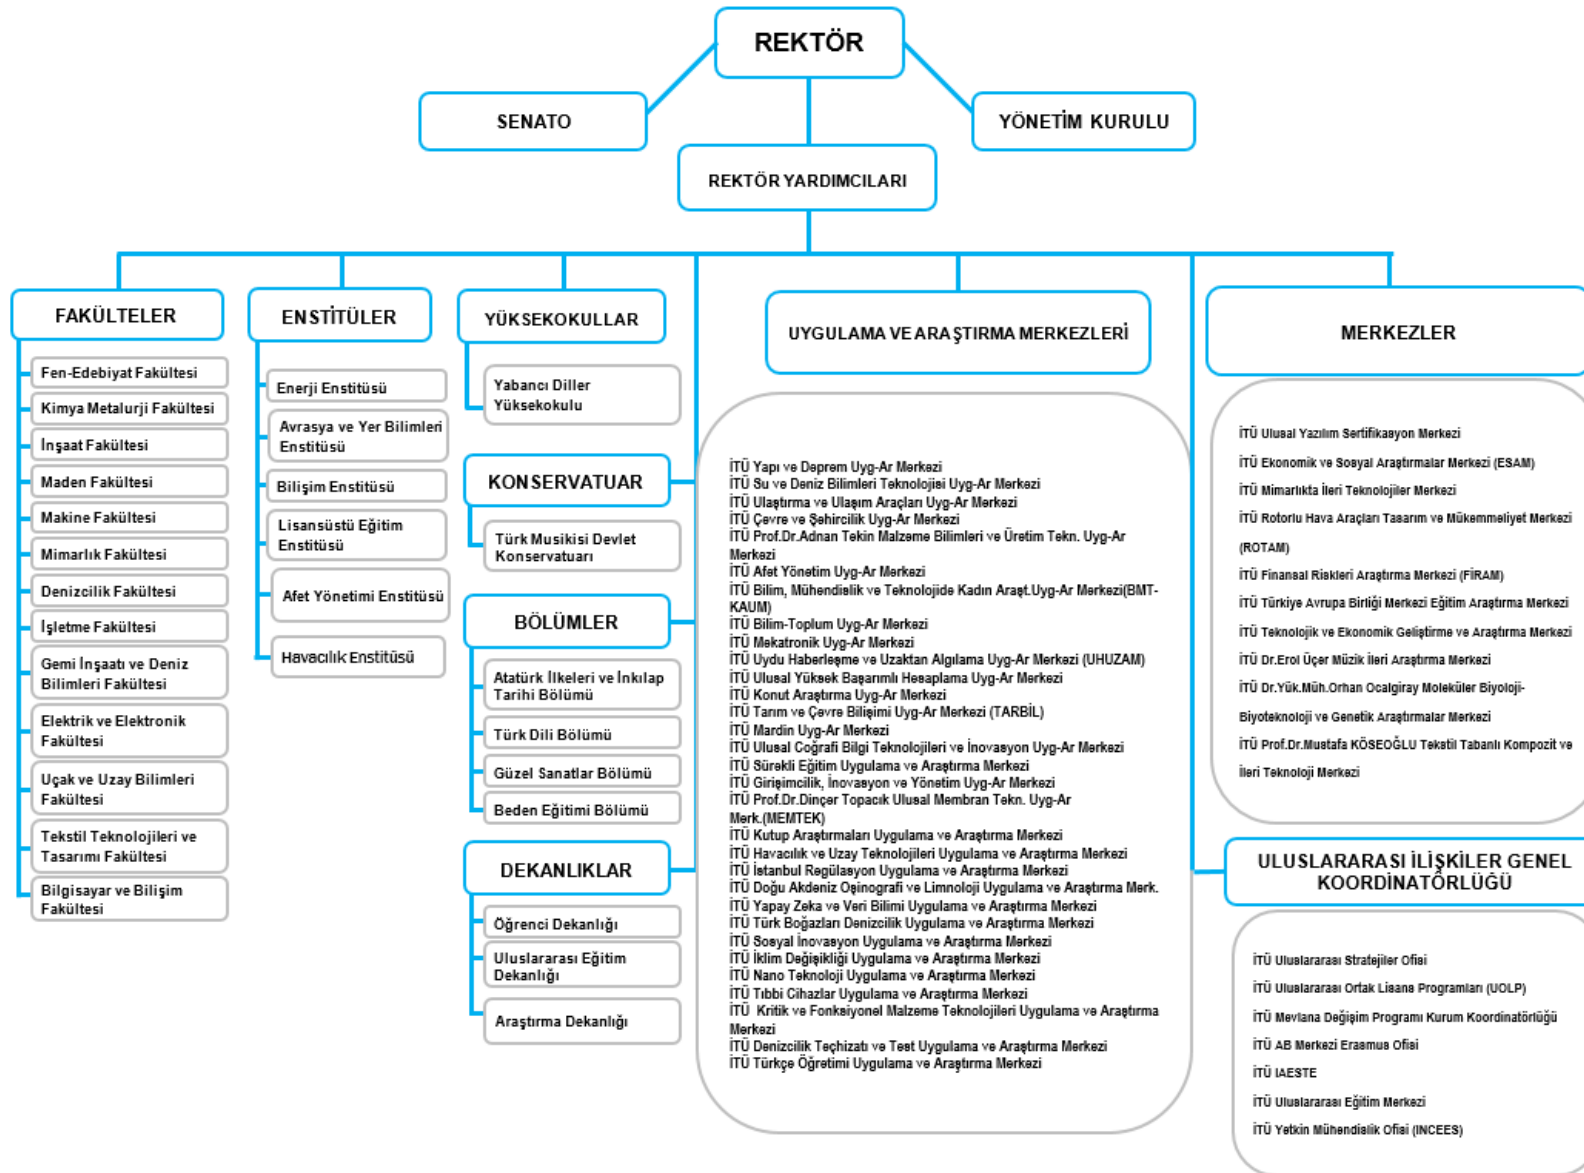 REKTÖR
SENATO
YÖNETİM KURULU
REKTÖR YARDIMCILARI
FAKÜLTELER
Fen-Edebiyat Fakültesi
Kimya Metalurji Fakültesi
İnşaat Fakültesi
Maden Fakültesi
Makine Fakültesi
Mimarlık Fakültesi
Denizcilik Fakültesi
İşletme Fakültesi
Gemi İnşaatı ve Deniz
Bilimleri Fakültesi
Elektrik ve Elektronik
Fakültesi
Uçak ve Uzay Bilimleri
Fakültesi
Tekstil Teknolojileri ve
Tasarımı Fakültesi
Bilgisayar ve Bilişim
Fakültesi
ENSTİTÜLER
Enerji Enstitüsü
Avrasya ve Yer Bilimleri
Enstitüsü
Bilişim Enstitüsü
Lisansüstü Eğitim
Enstitüsü
Afet Yönetimi Enstitüsü
Havacılık Enstitüsü
YÜKSEKOKULLAR
Yabancı Diller
Yüksekokulu
KONSERVATUAR
Türk Musikisi Devlet
Konservatuarı
BÖLÜMLER
Atatürk İlkeleri ve İnkılap
Tarihi Bölümü
Türk Dili Bölümü
Güzel Sanatlar Bölümü
Beden Eğitimi Bölümü
DEKANLIKLAR
Öğrenci Dekanlığı
Uluslararası Eğitim
Dekanlığı
Araştırma Dekanlığı
UYGULAMA VE ARAŞTIRMA MERKEZLERİ
İTÜ Yapı ve Deprem Uyg-Ar Merkezi
İTÜ Su ve Deniz Bilimleri Teknolojisi Uyg-Ar Merkezi
İTÜ Ulaştırma ve Ulaşım Araçları Uyg-Ar Merkezi
İTÜ Çevre ve Şehircilik Uyg-Ar Merkezi
İTÜ Prof.Dr.Adnan Tekin Malzeme Bilimleri ve Üretim Tekn. Uyg-Ar
Merkezi
İTÜ Afet Yönetim Uyg-Ar Merkezi
İTÜ Bilim, Mühendislik ve Teknolojide Kadın Araşt.Uyg-Ar Merkezi(BMT-
KAUM)
İTÜ Bilim-Toplum Uyg-Ar Merkezi
İTÜ Mekatronik Uyg-Ar Merkezi
İTÜ Uydu Haberleşme ve Uzaktan Algılama Uyg-Ar Merkezi (UHUZAM)
İTÜ Ulusal Yüksek Başarımlı Hesaplama Uyg-Ar Merkezi
İTÜ Konut Araştırma Uyg-Ar Merkezi
İTÜ Tarım ve Çevre Bilişimi Uyg-Ar Merkezi (TARBİL)
İTÜ Mardin Uyg-Ar Merkezi
İTÜ Ulusal Coğrafi Bilgi Teknolojileri ve İnovasyon Uyg-Ar Merkezi
İTÜ Sürekli Eğitim Uygulama ve Araştırma Merkezi
İTÜ Girişimcilik, İnovasyon ve Yönetim Uyg-Ar Merkezi
İTÜ Prof.Dr.Dinçer Topacık Ulusal Membran Tekn. Uyg-Ar
Merk.(MEMTEK)
İTÜ Kutup Araştırmaları Uygulama ve Araştırma Merkezi
İTÜ Havacılık ve Uzay Teknolojileri Uygulama ve Araştırma Merkezi
İTÜ İstanbul Regülasyon Uygulama ve Araştırma Merkezi
İTÜ Doğu Akdeniz Oşinografi ve Limnoloji Uygulama ve Araştırma Merk.
İTÜ Yapay Zeka ve Veri Bilimi Uygulama ve Araştırma Merkezi
İTÜ Türk Boğazları Denizcilik Uygulama ve Araştırma Merkezi
İTÜ Sosyal İnovasyon Uygulama ve Araştırma Merkezi
İTÜ İklim Değişikliği Uygulama ve Araştırma Merkezi
İTÜ Nano Teknoloji Uygulama ve Araştırma Merkezi
İTÜ Tıbbi Cihazlar Uygulama ve Araştırma Merkezi
İTÜ Kritik ve Fonksiyonel Malzeme Teknolojileri Uygulama ve Araştırma
Merkezi
İTÜ Denizcilik Teçhizatı ve Test Uygulama ve Araştırma Merkezi
İTÜ Türkçe Öğretimi Uygulama ve Araştırma Merkezi
MERKEZLER
İTÜ Ulusal Yazılım Sertifikasyon Merkezi
İTÜ Ekonomik ve Sosyal Araştırmalar Merkezi (ESAM)
İTÜ Mimarlıkta İleri Teknolojiler Merkezi
İTÜ Rotorlu Hava Araçları Tasarım ve Mükemmeliyet Merkezi
(ROTAM)
İTÜ Finansal Riskleri Araştırma Merkezi (FİRAM)
İTÜ Türkiye Avrupa Birliği Merkezi Eğitim Araştırma Merkezi
İTÜ Teknolojik ve Ekonomik Geliştirme ve Araştırma Merkezi
İTÜ Dr.Erol Üçer Müzik İleri Araştırma Merkezi
İTÜ Dr.Yük.Müh.Orhan Ocalgiray Moleküler Biyoloji-
Biyoteknoloji ve Genetik Araştırmalar Merkezi
İTÜ Prof.Dr.Mustafa KÖSEOĞLU Tekstil Tabanlı Kompozit ve
İleri Teknoloji Merkezi
ULUSLARARASI İLİŞKİLER GENEL
KOORDİNATÖRLÜĞÜ
İTÜ Uluslararası Stratejiler Ofisi
İTÜ Uluslararası Ortak Lisans Programları (UOLP)
İTÜ Mevlana Değişim Programı Kurum Koordinatörlüğü
İTÜ AB Merkezi Erasmus Ofisi
İTÜ IAESTE
İTÜ Uluslararası Eğitim Merkezi
İTÜ Yetkin Mühendislik Ofisi (INCEES)